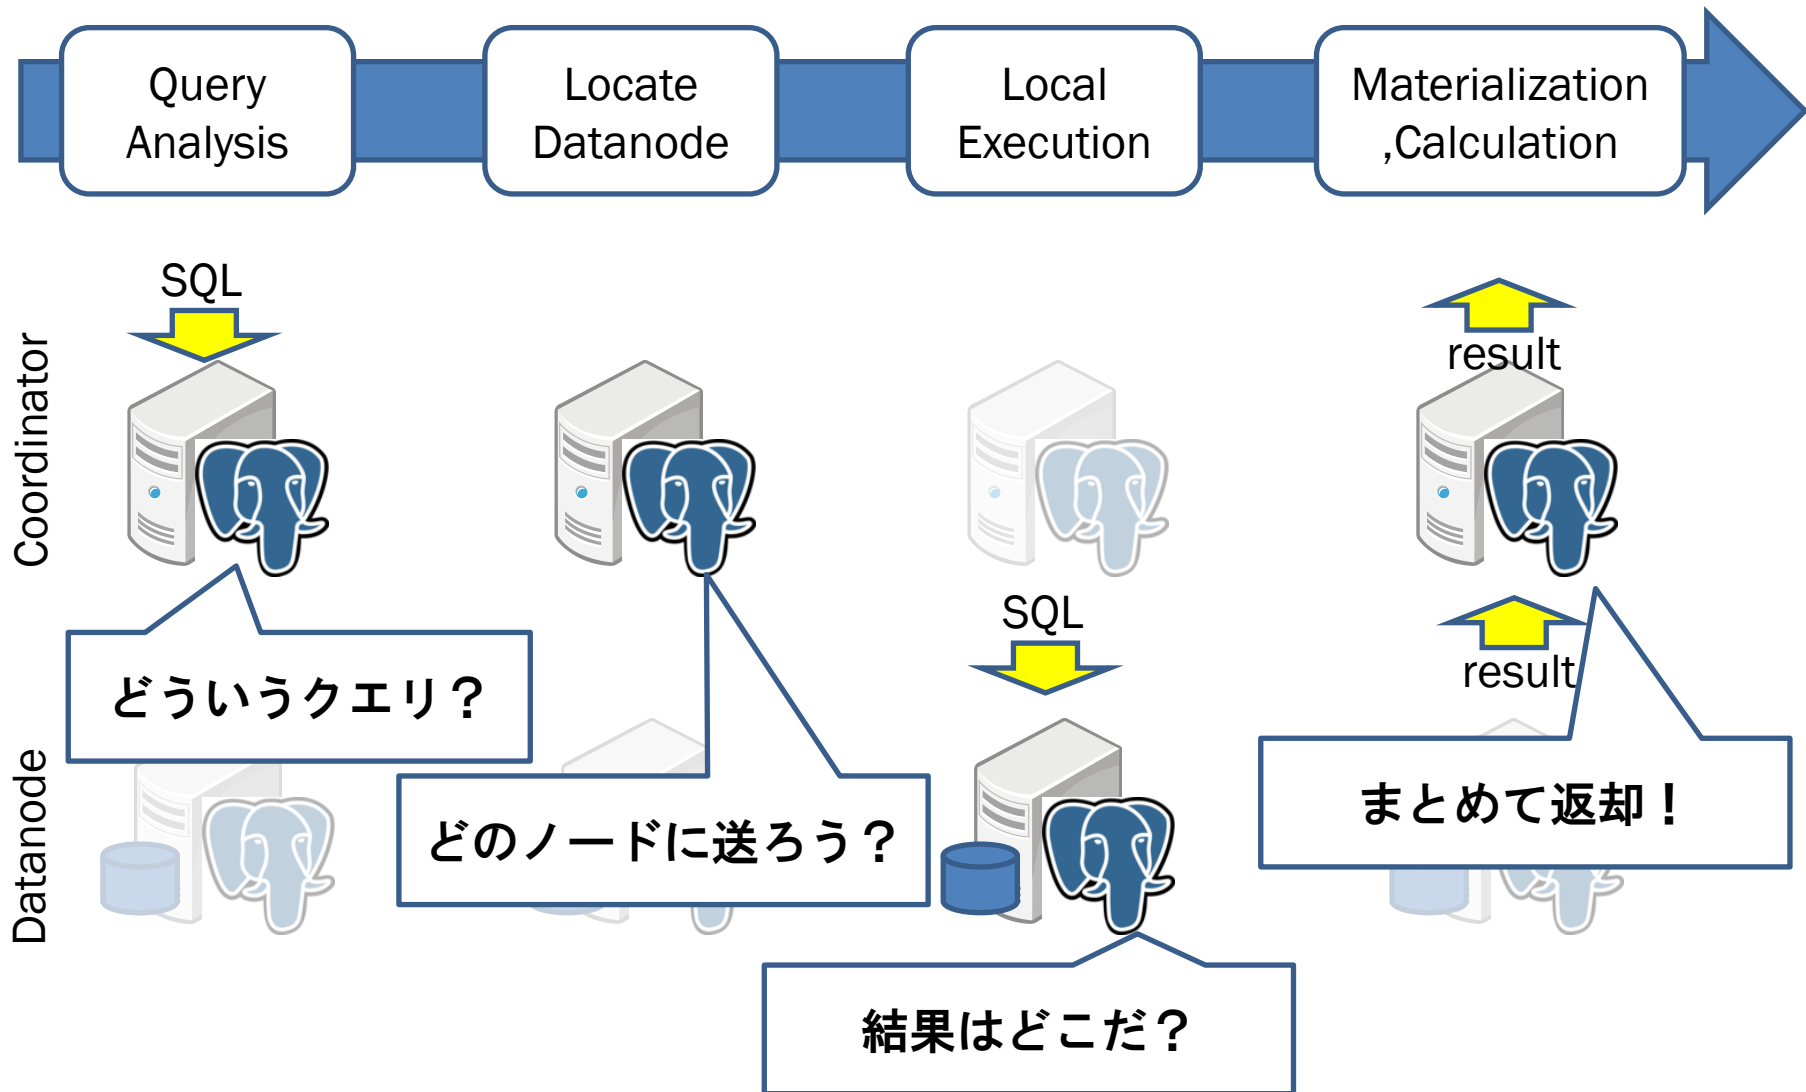 Query
Analysis
Locate
Datanode
Local
Execution
Materialization
,Calculation
SQL
result
Coordinator
SQL
result
どういうクエリ？
どのノードに送ろう？
まとめて返却！
Datanode
結果はどこだ？